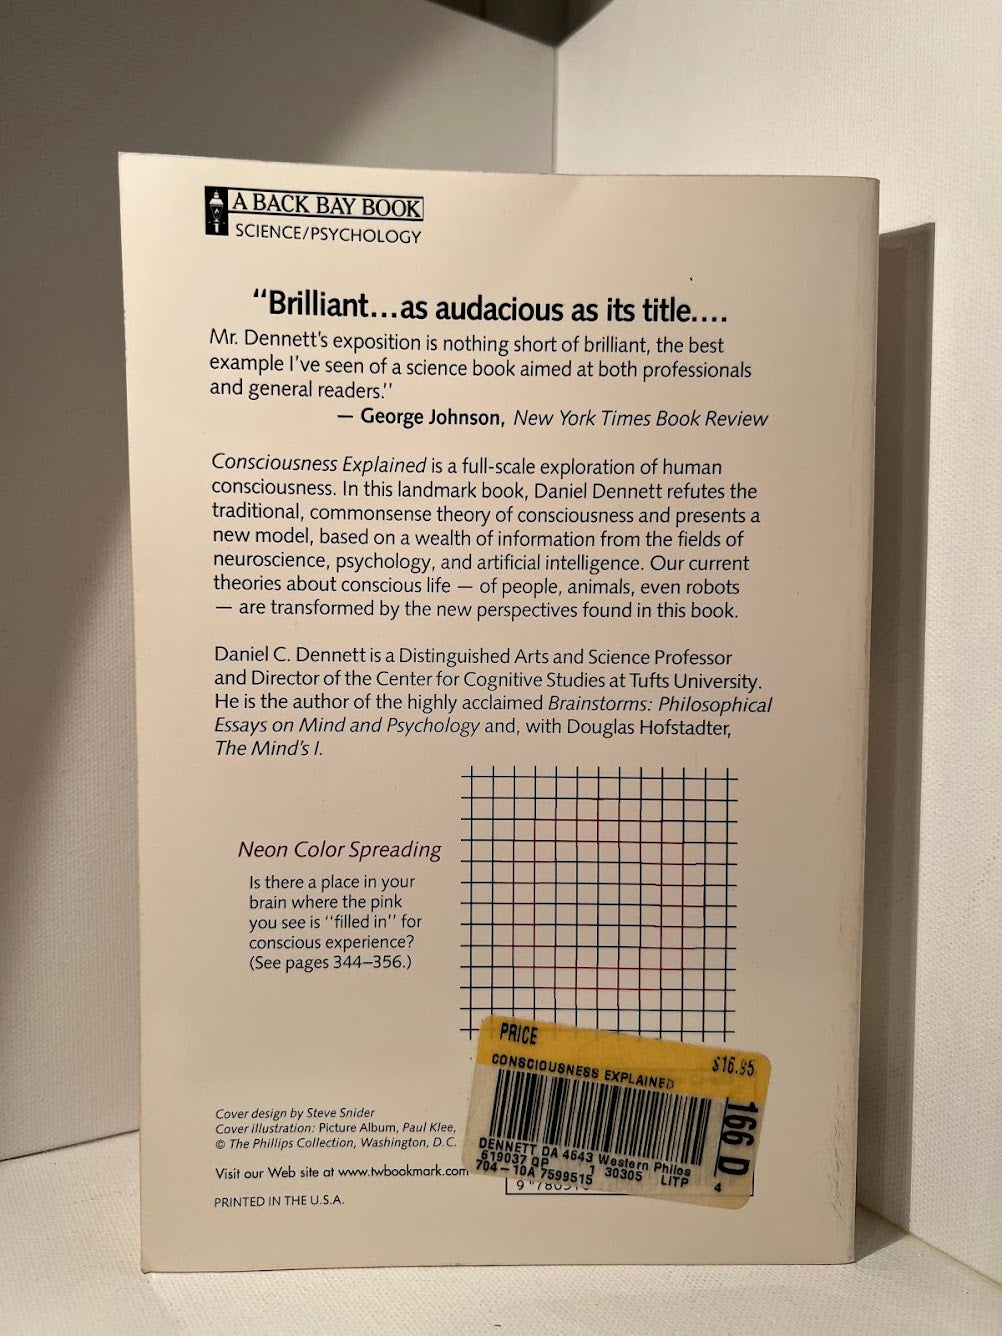 A BACK BAY BOOK
SCIENCE/PSYCHOLOGY
“Brilliant...as audacious as its title....
Mr. Dennett's exposition is nothing short of brilliant, the best
example I've seen of a science book aimed at both professionals
and general readers.”
— George Johnson, New York Times Book Review
Consciousness Explained is a full-scale exploration of human
consciousness. In this landmark book, Daniel Dennett refutes the
traditional, commonsense theory of consciousness and presents a
new model, based on a wealth of information from the fields of
neuroscience, psychology, and artificial intelligence. Our current
theories about conscious life — of people, animals, even robots
— are transformed by the new perspectives found in this book.
Daniel C. Dennett is a Distinguished Arts and Science Professor
and Director of the Center for Cognitive Studies at Tufts University.
He is the author of the highly acclaimed Brainstorms: Philosophical
Essays on Mind and Psychology and, with Douglas Hofstadter,
The Mind's I.
Neon Color Spreading
Is there a place in your
brain where the pink
you see is “filled in” for
conscious experience?
(See pages 344–356.)
PRICE $16.95
CONSCIOUSNESS EXPLAINED
166 D
DENNETT DA 4643 Western Philos
619037 QP 1 30305 LITP
704-10A 7599515 4
Cover design by Steve Snider
Cover illustration: Picture Album, Paul Klee,
© The Phillips Collection, Washington, D.C.
Visit our Web site at www.twbookmark.com
PRINTED IN THE U.S.A.